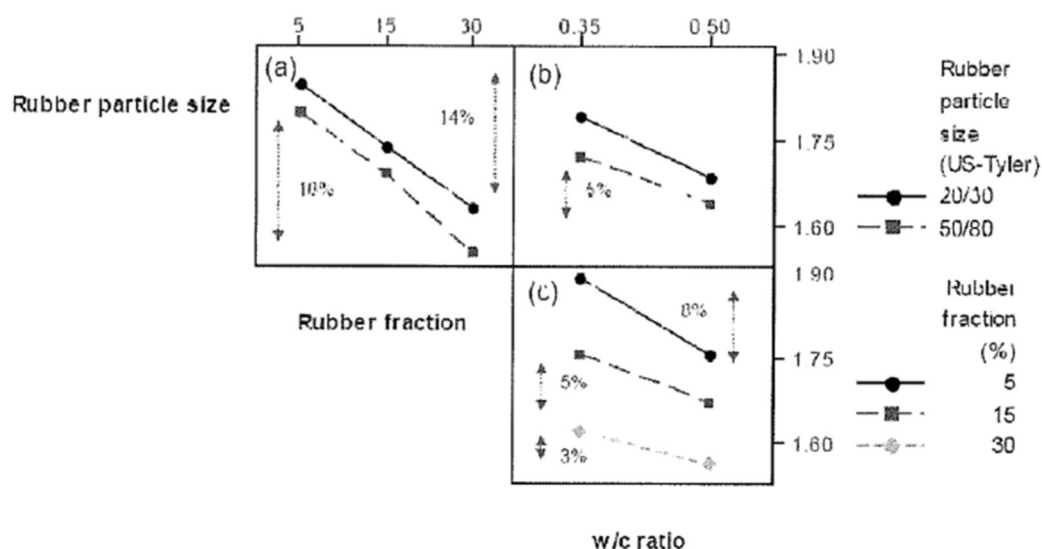 5 15 30
0.35 0.50
Rubber particle size
(a)
14%
(b)
1.90
1.75
1.60
Rubber
particle
size
(US-Tyler)
20/30
50/80
Rubber fraction
(c)
8%
5%
3%
1.90
1.75
1.60
Rubber
fraction
(%)
5
15
30
w/c ratio